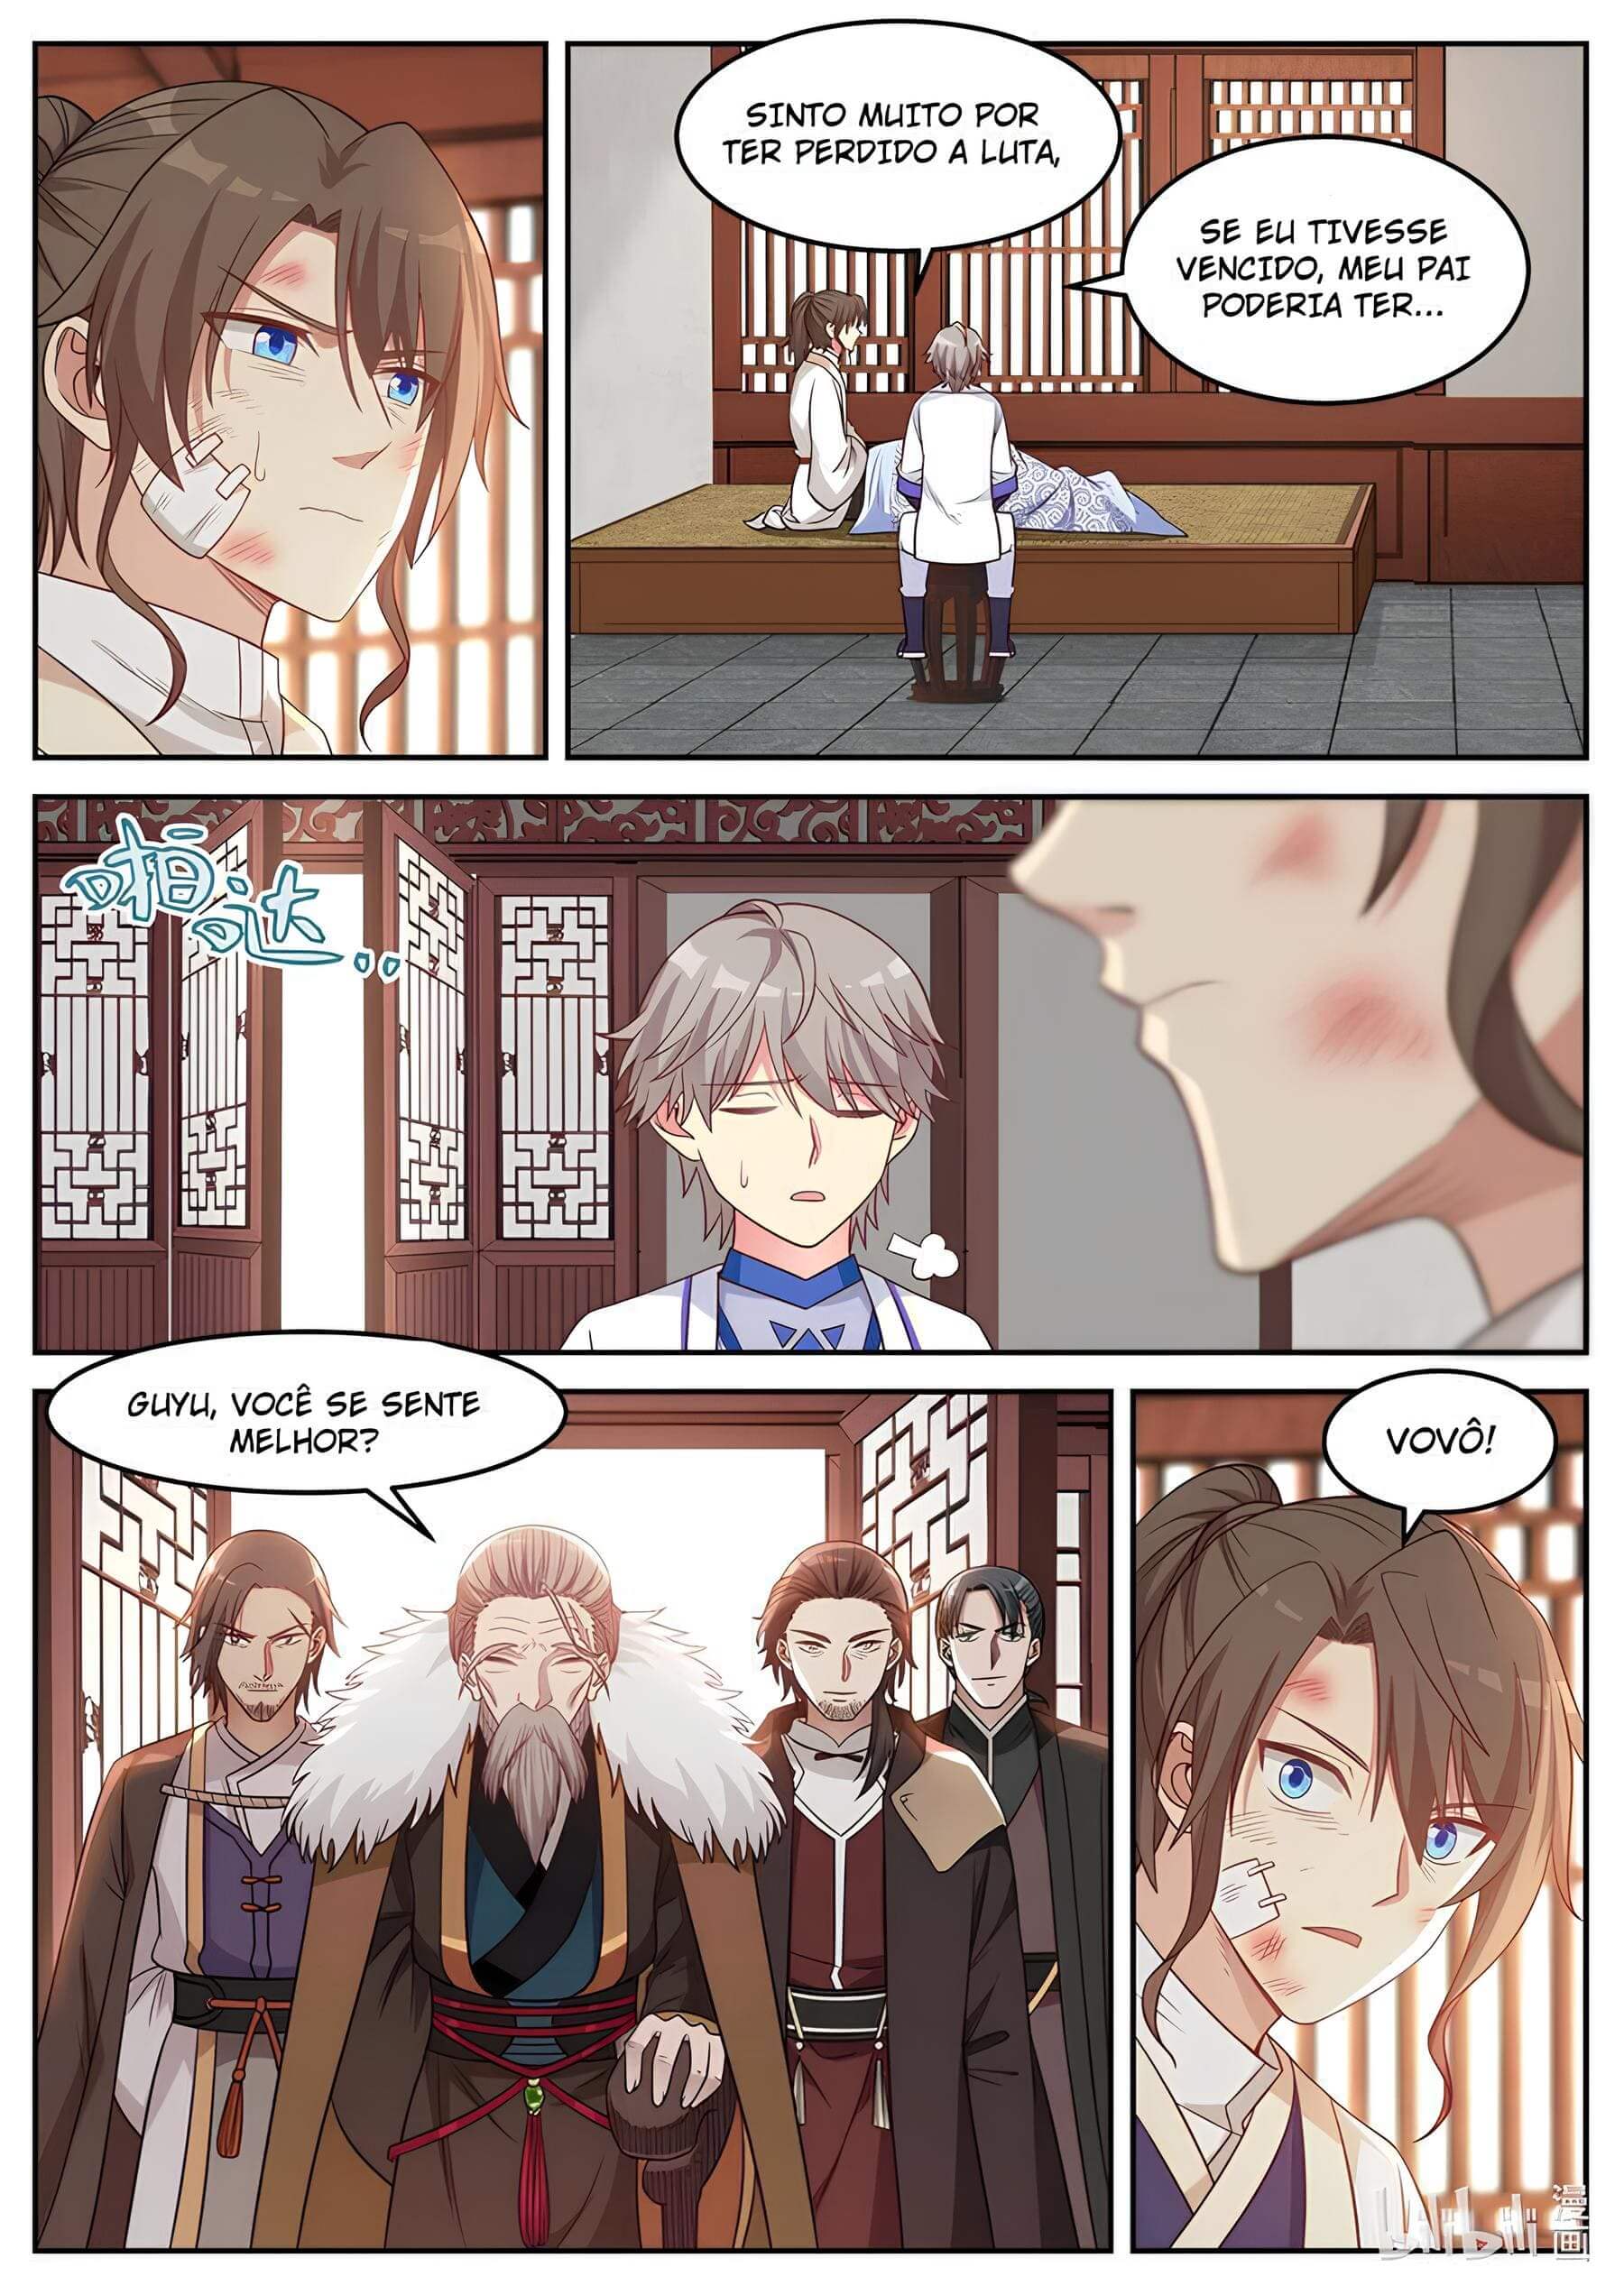 SINTO MUITO POR
TER PERDIDO A LUTA,
SE EU TIVESSE
VENCIDO, MEU PAI
PODERIA TER...
啪
哒..
GUYU, VOCÊ SE SENTE
MELHOR?
VOVÔ!
bilibili 漫画